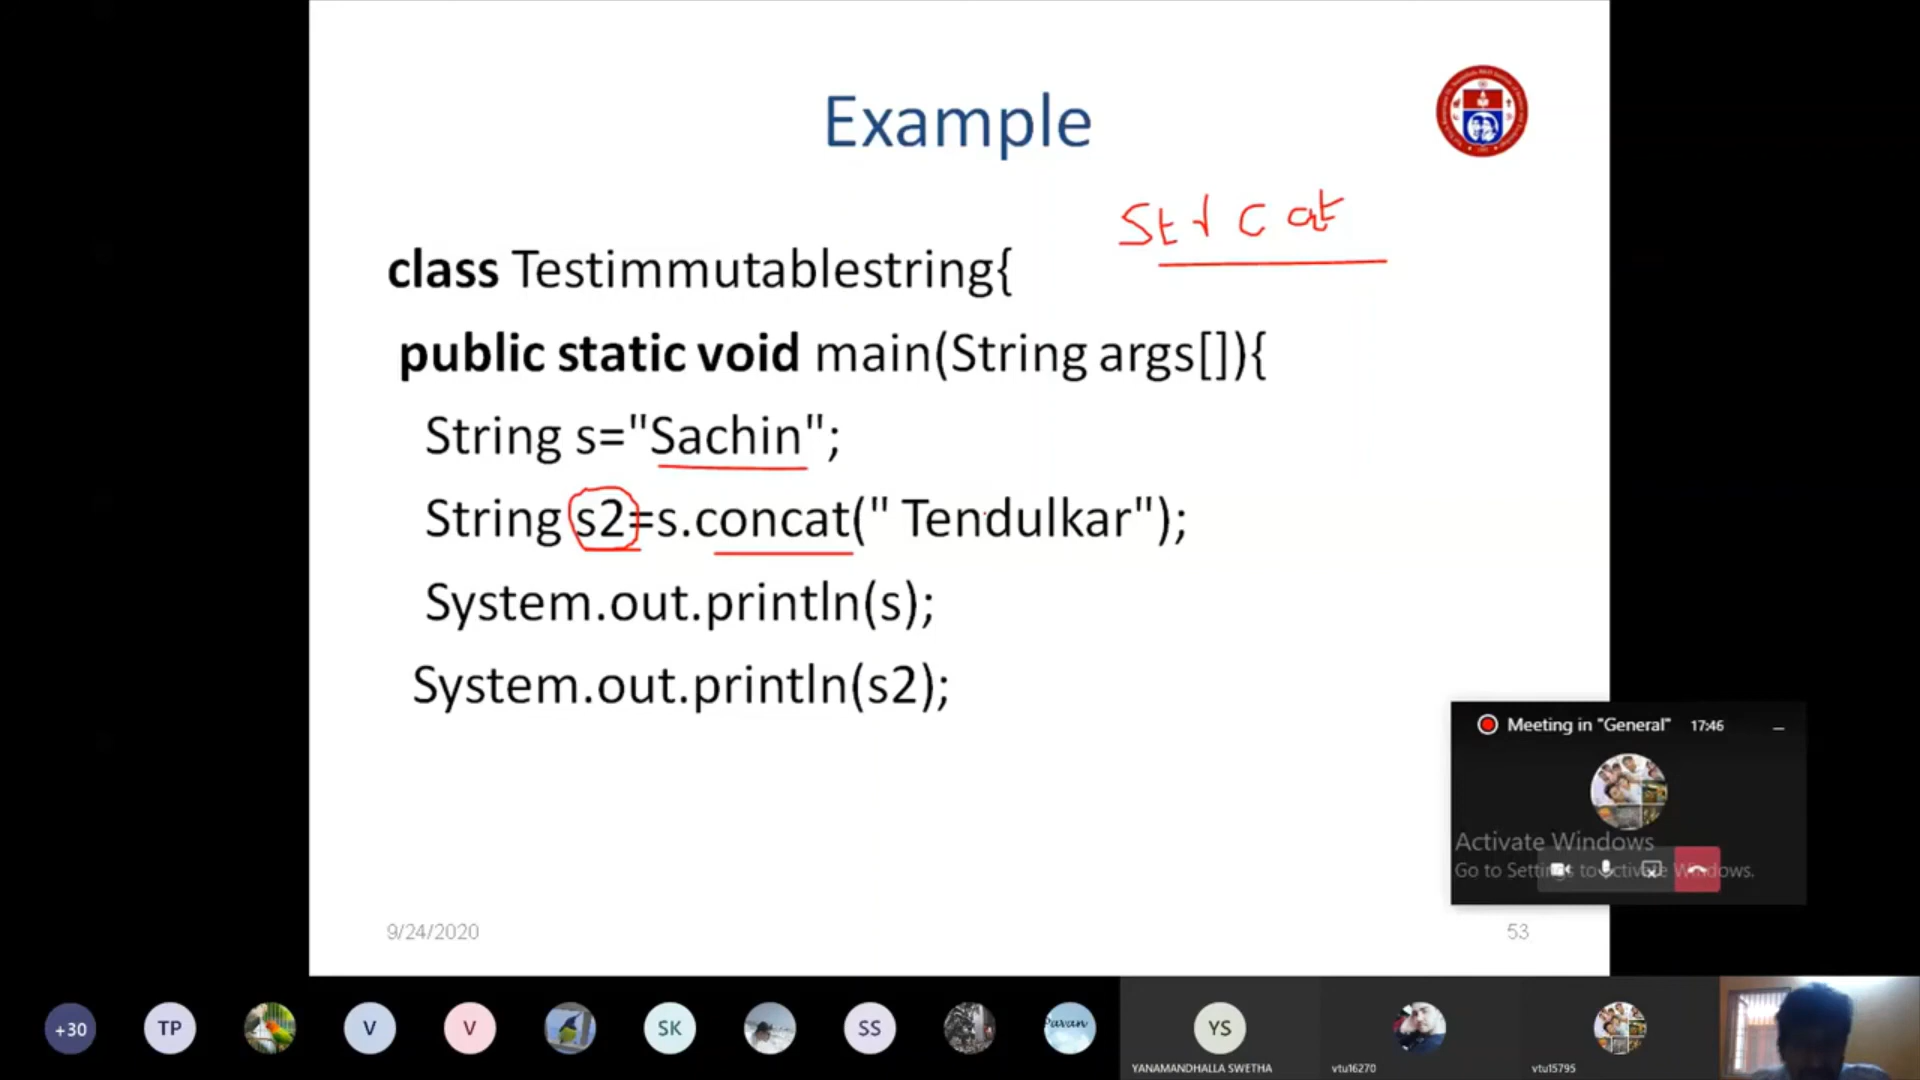 Example
Str cat
class Testimmutablestring{
public static void main(String args[]){
String s="Sachin";
String s2=s.concat(" Tendulkar");
System.out.println(s);
System.out.println(s2);
Meeting in "General" 17:46
Activate Windows
Go to Settings to activate Windows.
9/24/2020
53
+30
TP
V
V
SK
SS
Pavan
YS
YANAMANDHALLA SWETHA
vtu16270
vtu15795